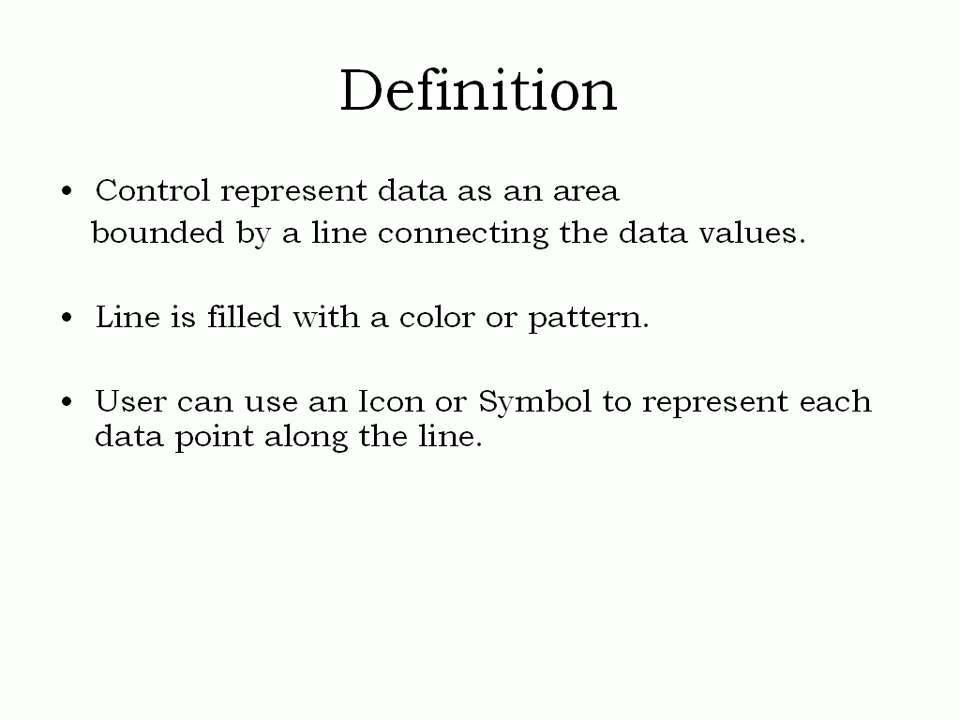 Definition
• Control represent data as an area
bounded by a line connecting the data values.
• Line is filled with a color or pattern.
• User can use an Icon or Symbol to represent each
data point along the line.